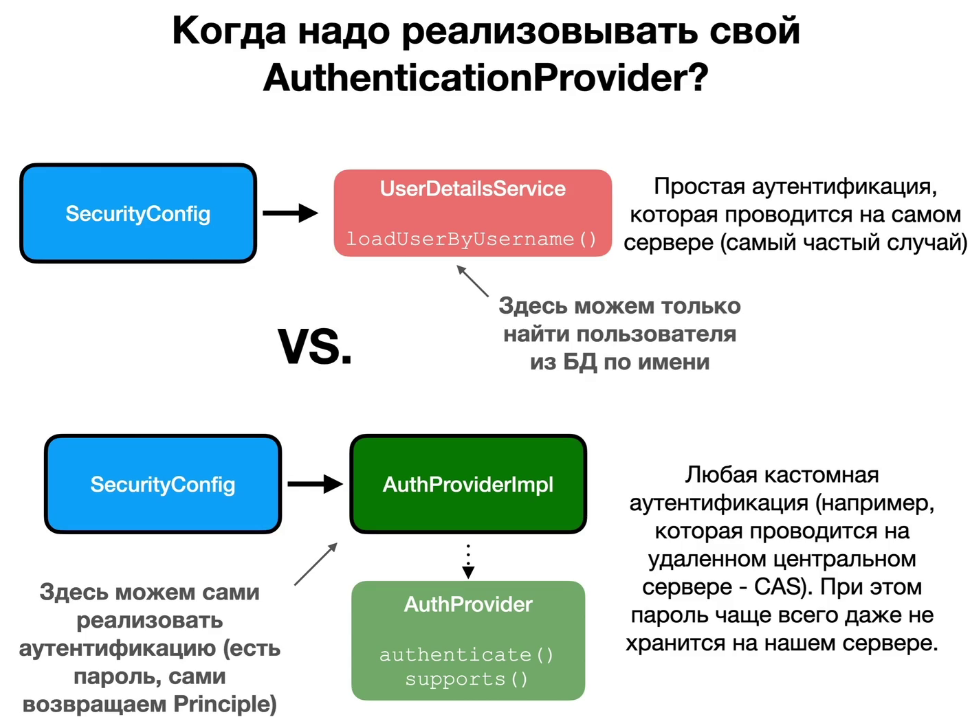 Когда надо реализовывать свой
AuthenticationProvider?
SecurityConfig
UserDetailsService
loadUserByUsername()
Простая аутентификация,
которая проводится на самом
сервере (самый частый случай)
Здесь можем только
найти пользователя
из БД по имени
VS.
SecurityConfig
AuthProviderImpl
Любая кастомная
аутентификация (например,
которая проводится на
удаленном центральном
сервере - CAS). При этом
пароль чаще всего даже не
хранится на нашем сервере.
Здесь можем сами
реализовать
аутентификацию (есть
пароль, сами
возвращаем Principle)
AuthProvider
authenticate()
supports()